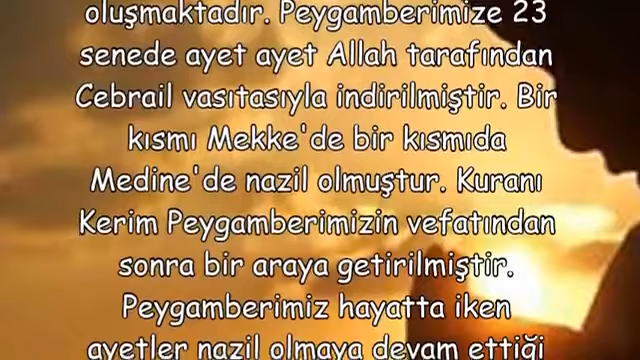 oluşmaktadır. Peygamberimize 23
senede ayet ayet Allah tarafından
Cebrail vasıtasıyla indirilmiştir. Bir
kısmı Mekke'de bir kısmıda
Medine'de nazil olmuştur. Kuranı
Kerim Peygamberimizin vefatından
sonra bir araya getirilmiştir.
Peygamberimiz hayatta iken
ayetler nazil olmaya devam ettiği